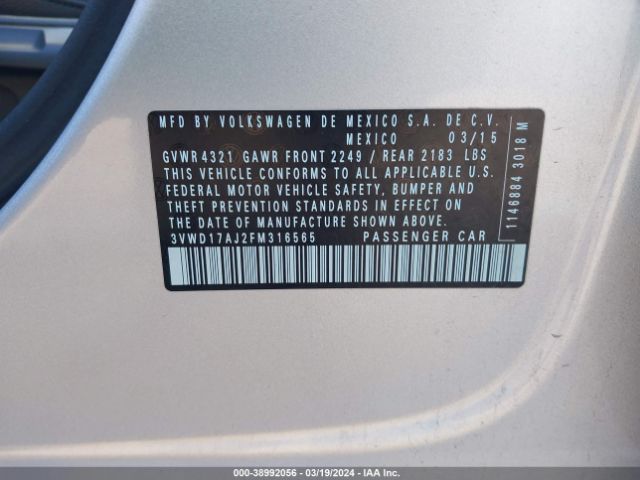 MFD BY VOLKSWAGEN DE MEXICO S.A. DE C.V.
MEXICO 03/15
GVWR 4321 GAWR FRONT 2249 / REAR 2183 LBS
THIS VEHICLE CONFORMS TO ALL APPLICABLE U.S.
FEDERAL MOTOR VEHICLE SAFETY, BUMPER AND
THEFT PREVENTION STANDARDS IN EFFECT ON
THE DATE OF MANUFACTURE SHOWN ABOVE.
3VWD17AJ2FM316565 PASSENGER CAR
1146884 3018 M
000-38992056 - 03/19/2024 - IAA Inc.